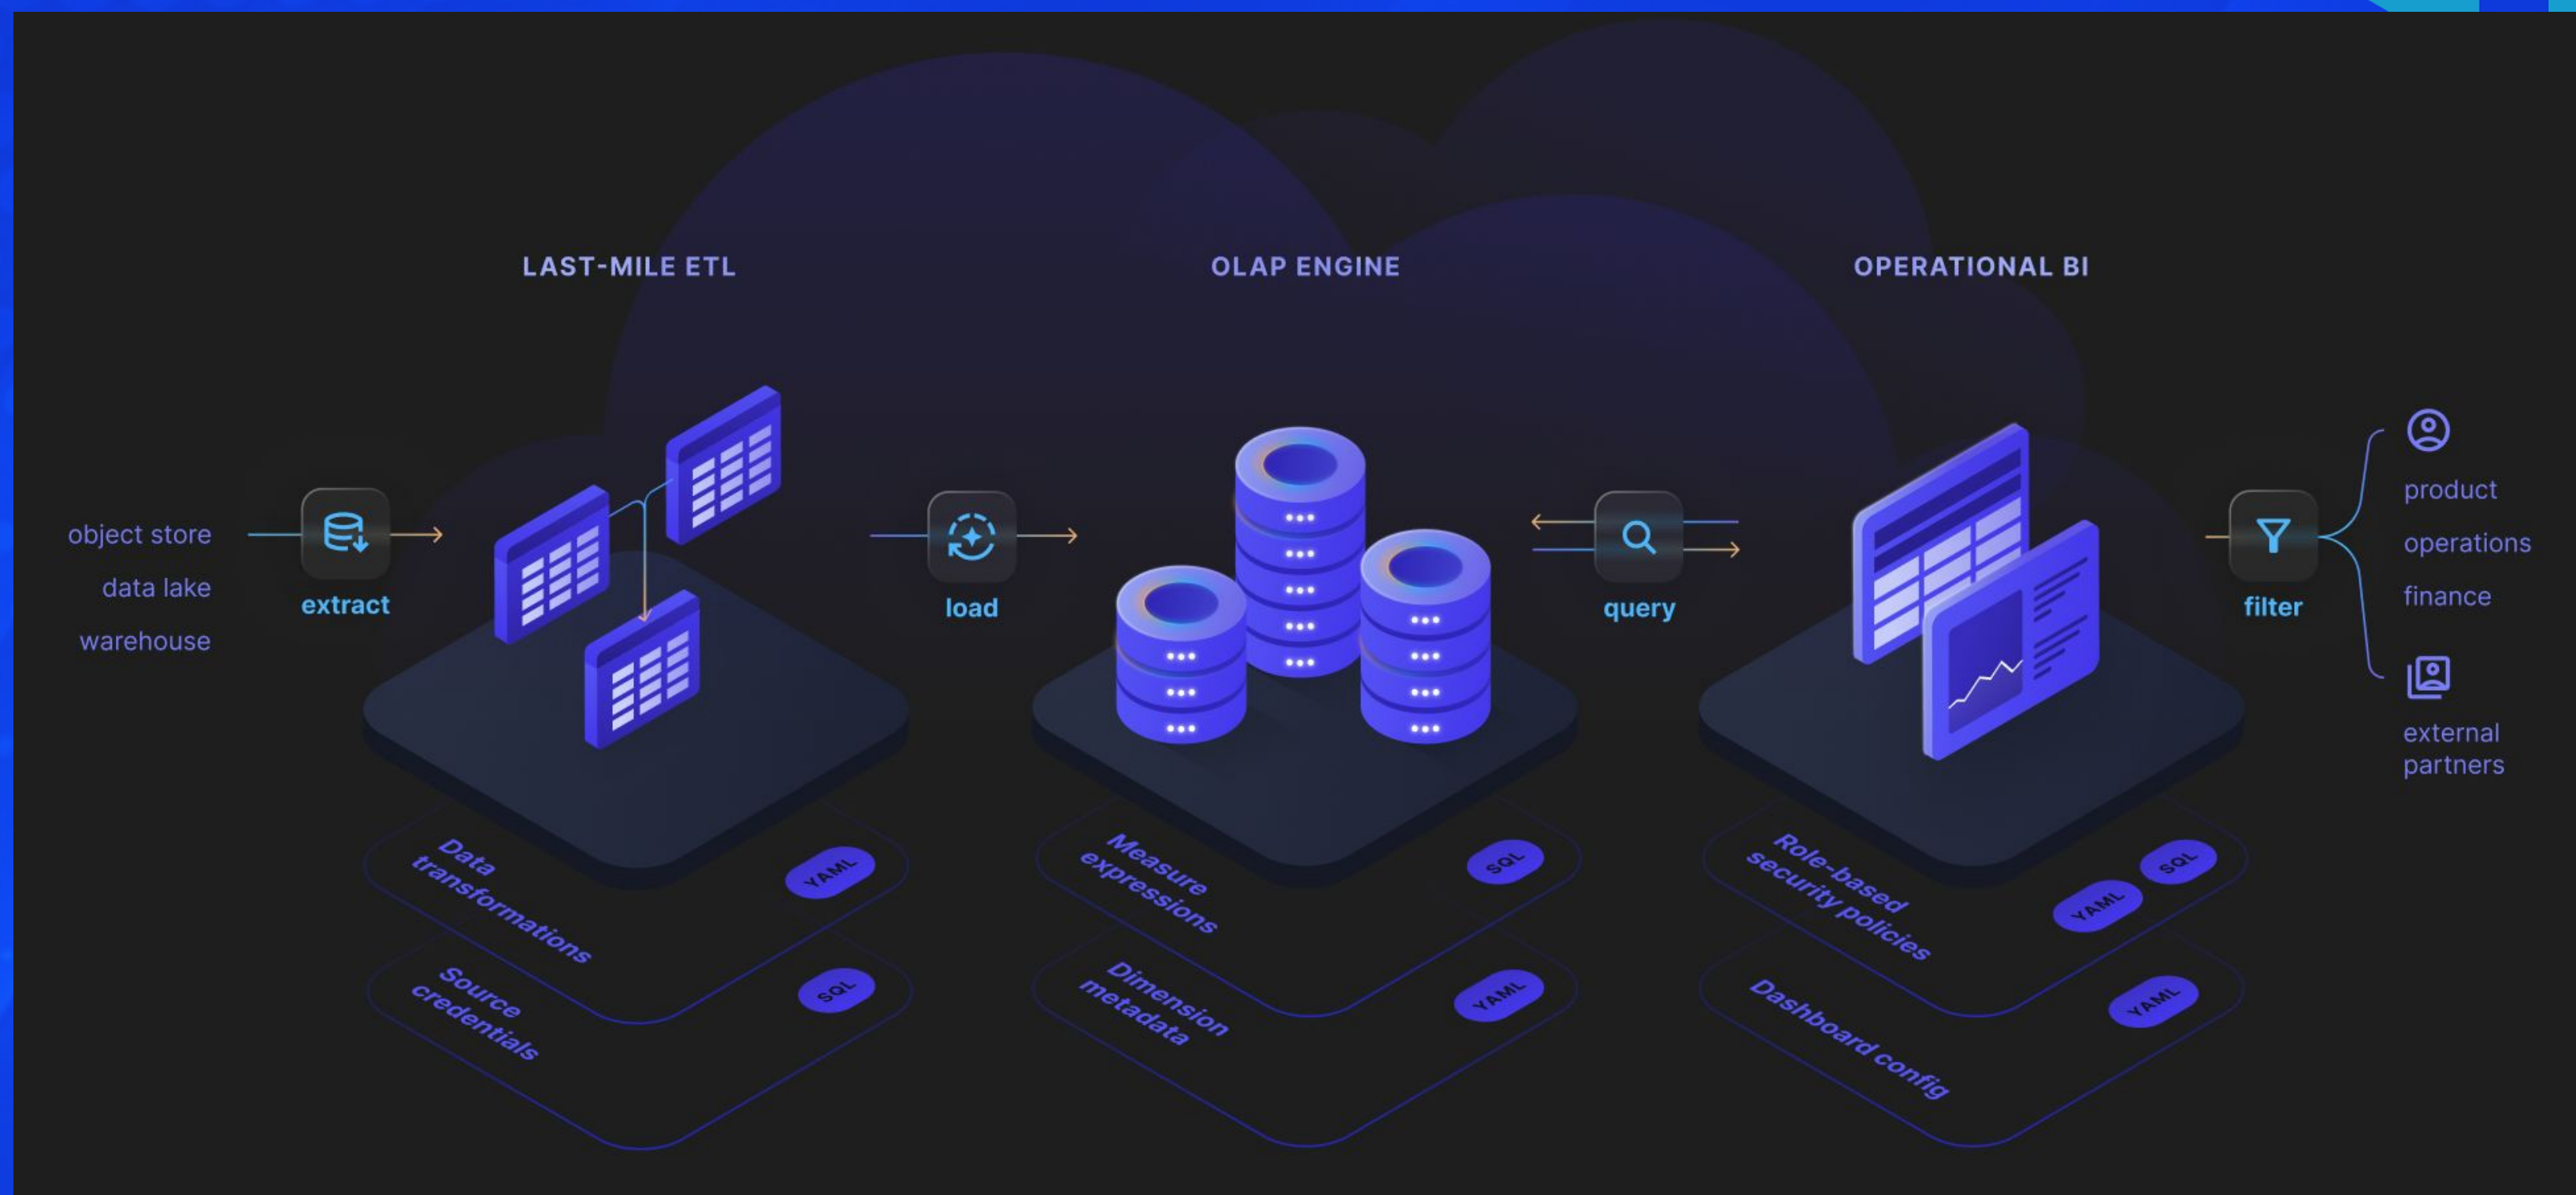 LAST-MILE ETL
OLAP ENGINE
OPERATIONAL BI
object store
data lake
warehouse
extract
load
query
filter
product
operations
finance
external
partners
Data
transformations
YAML
Source
credentials
SQL
Measure
expressions
SQL
Dimension
metadata
YAML
Role-based
security policies
YAML
SQL
Dashboard config
YAML